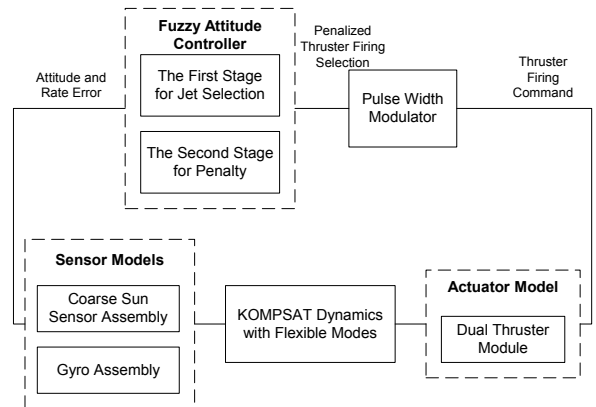 Fuzzy Attitude
Controller
The First Stage
for Jet Selection
The Second Stage
for Penalty
Attitude and
Rate Error
Penalized
Thruster Firing
Selection
Pulse Width
Modulator
Thruster
Firing
Command
Sensor Models
Coarse Sun
Sensor Assembly
Gyro Assembly
KOMPSAT Dynamics
with Flexible Modes
Actuator Model
Dual Thruster
Module